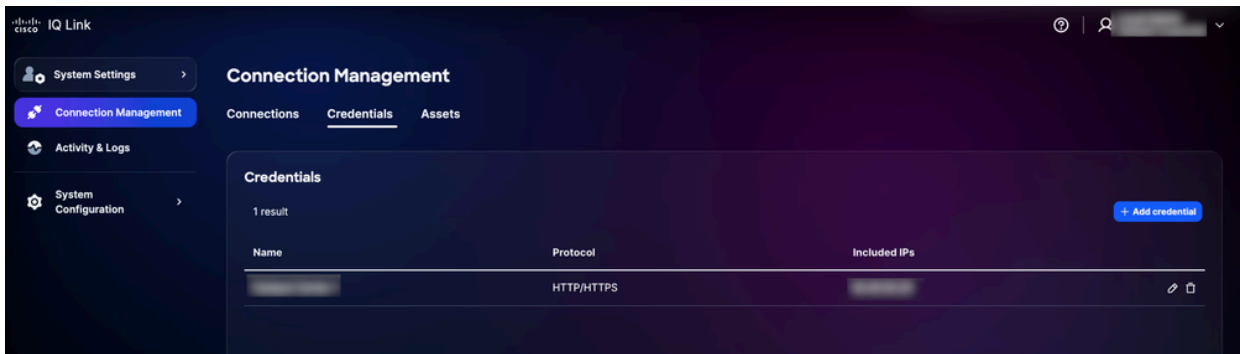 cisco IQ Link
System Settings
Connection Management
Activity & Logs
System
Configuration
Connection Management
Connections Credentials Assets
Credentials
1 result
+ Add credential
Name Protocol Included IPs
HTTP/HTTPS